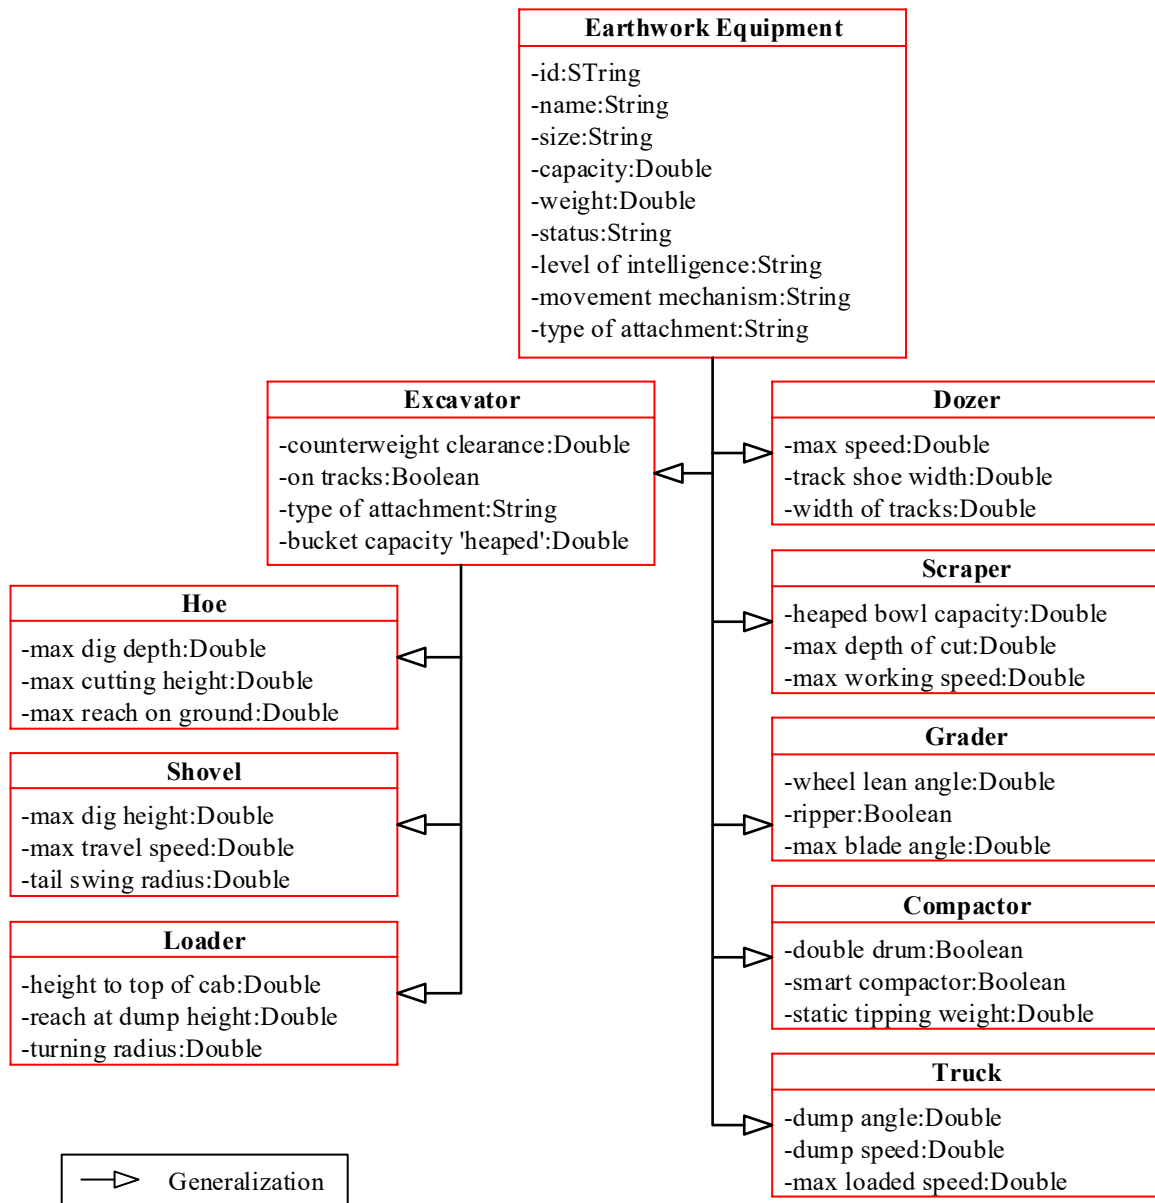 Earthwork Equipment
-id:STring
-name:String
-size:String
-capacity:Double
-weight:Double
-status:String
-level of intelligence:String
-movement mechanism:String
-type of attachment:String
Excavator
-counterweight clearance:Double
-on tracks:Boolean
-type of attachment:String
-bucket capacity 'heaped':Double
Hoe
-max dig depth:Double
-max cutting height:Double
-max reach on ground:Double
Shovel
-max dig height:Double
-max travel speed:Double
-tail swing radius:Double
Loader
-height to top of cab:Double
-reach at dump height:Double
-turning radius:Double
Dozer
-max speed:Double
-track shoe width:Double
-width of tracks:Double
Scraper
-heaped bowl capacity:Double
-max depth of cut:Double
-max working speed:Double
Grader
-wheel lean angle:Double
-ripper:Boolean
-max blade angle:Double
Compactor
-double drum:Boolean
-smart compactor:Boolean
-static tipping weight:Double
Truck
-dump angle:Double
-dump speed:Double
-max loaded speed:Double
Generalization